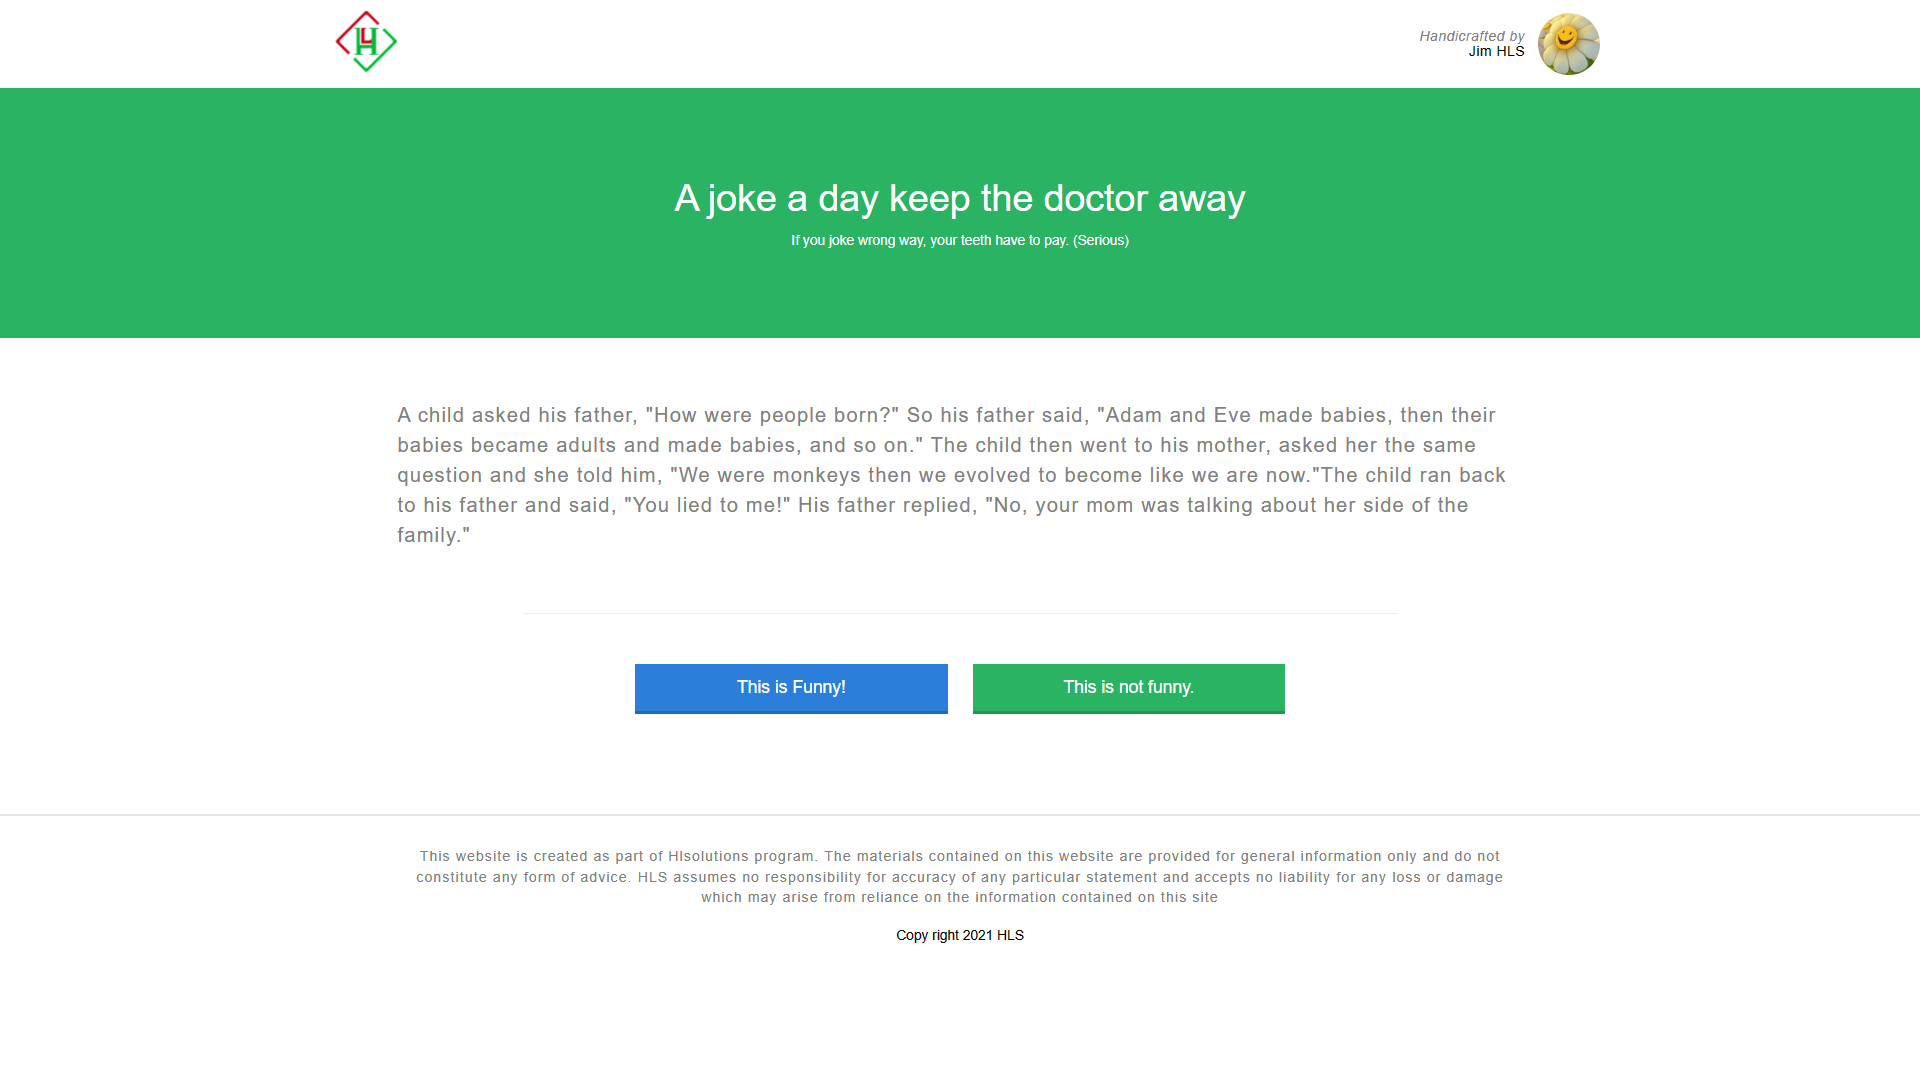 Handicrafted by
Jim HLS
A joke a day keep the doctor away
If you joke wrong way, your teeth have to pay. (Serious)
A child asked his father, "How were people born?" So his father said, "Adam and Eve made babies, then their
babies became adults and made babies, and so on." The child then went to his mother, asked her the same
question and she told him, "We were monkeys then we evolved to become like we are now."The child ran back
to his father and said, "You lied to me!" His father replied, "No, your mom was talking about her side of the
family."
This is Funny!
This is not funny.
This website is created as part of Hlsolutions program. The materials contained on this website are provided for general information only and do not
constitute any form of advice. HLS assumes no responsibility for accuracy of any particular statement and accepts no liability for any loss or damage
which may arise from reliance on the information contained on this site
Copy right 2021 HLS